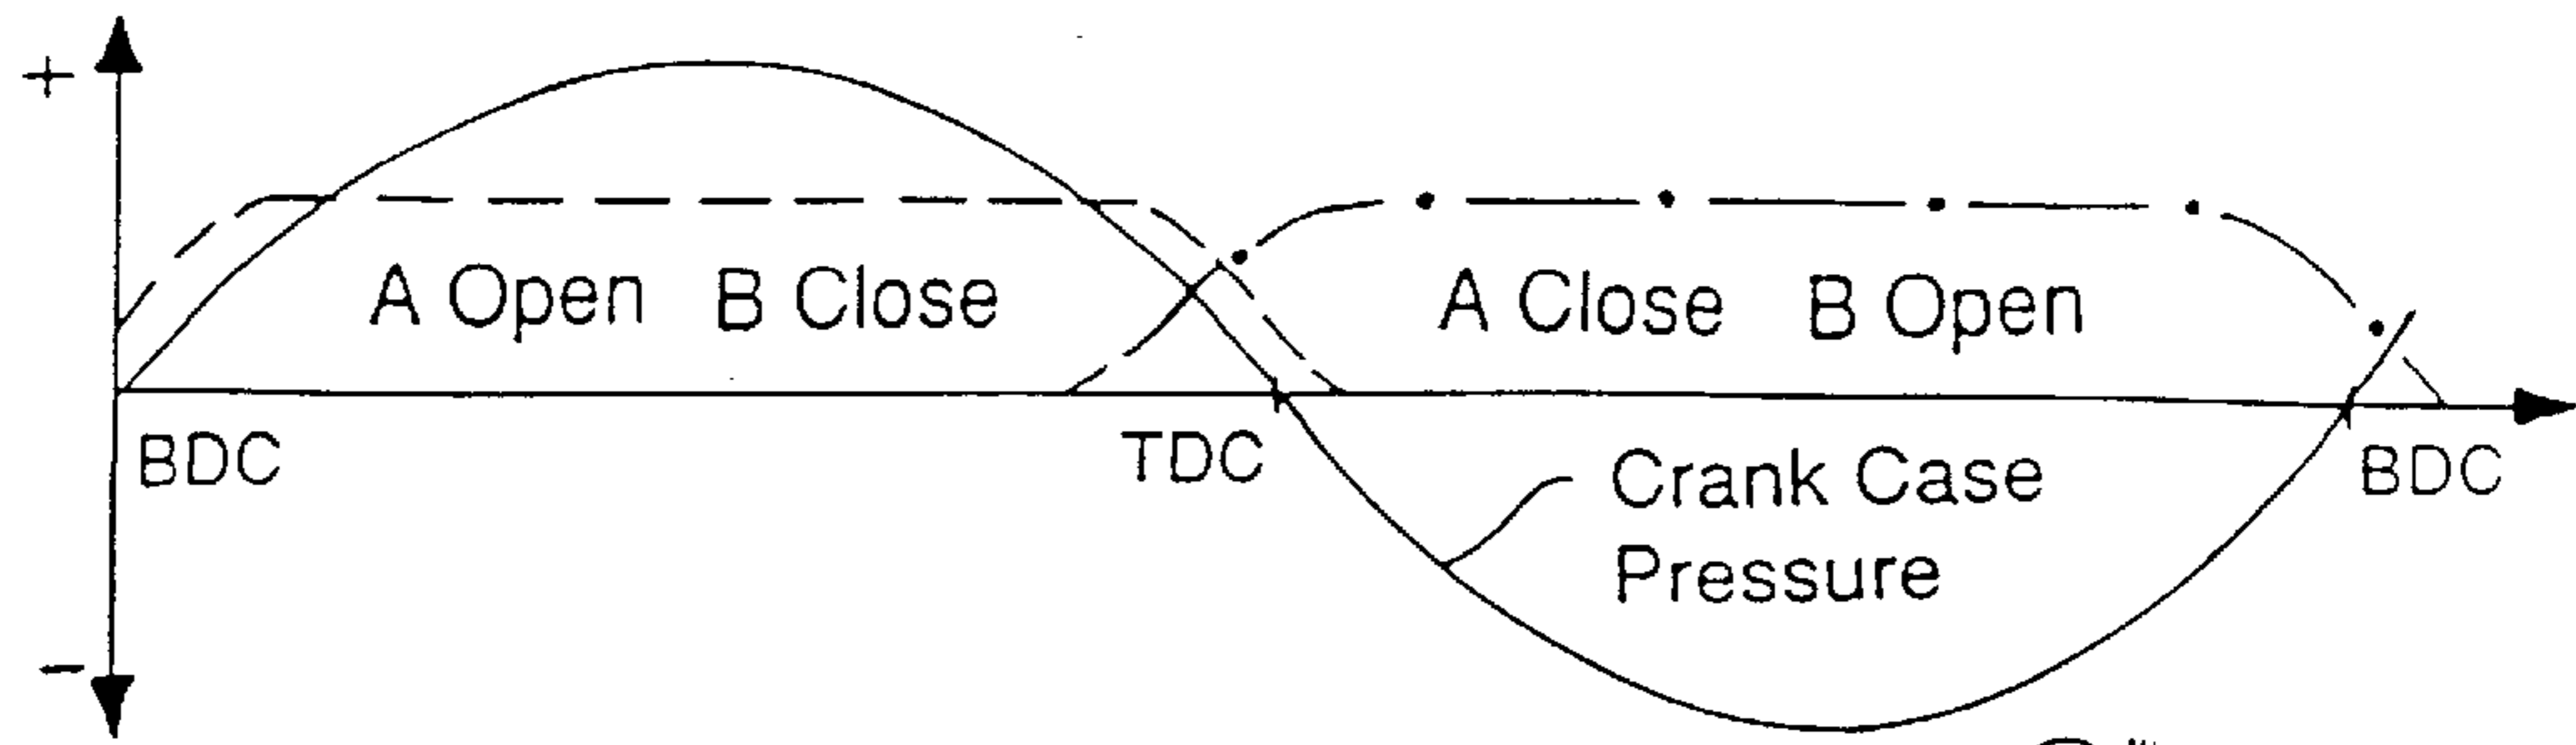 +
A Open B Close
A Close B Open
BDC
TDC
Crank Case
Pressure
BDC
-